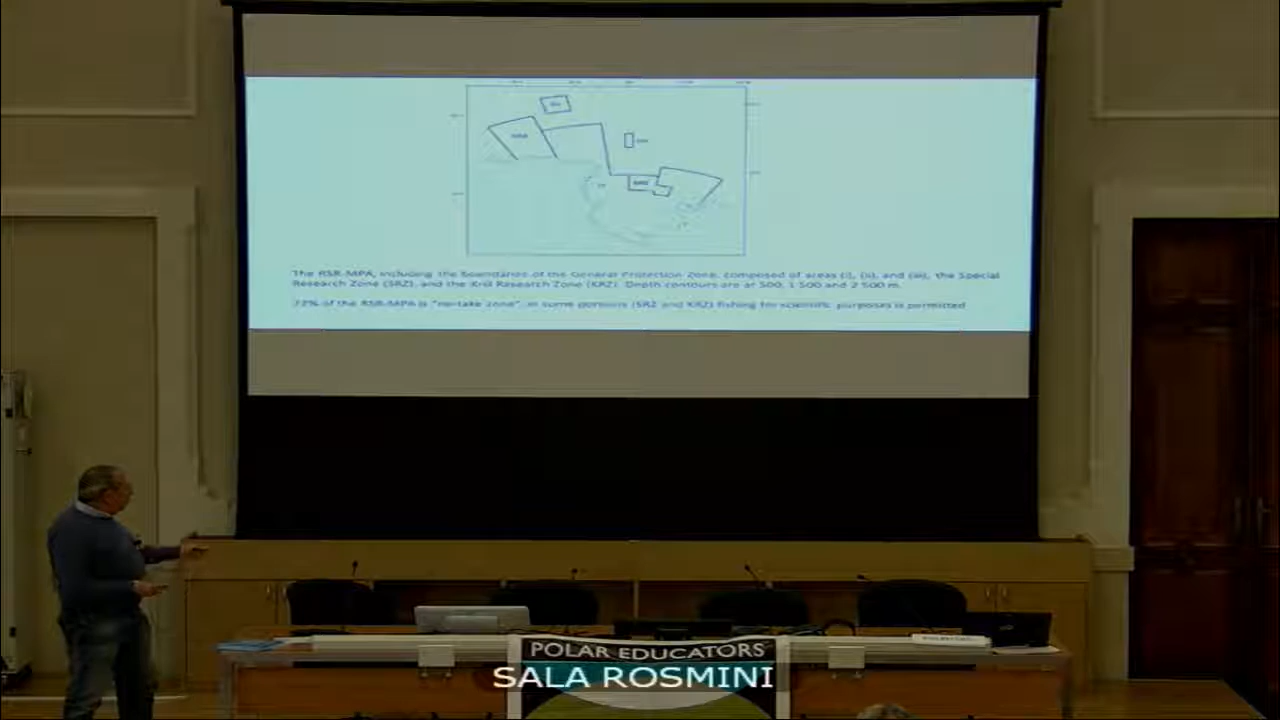 The RSR-MPA, including the boundaries of the General Protection Zone, composed of areas (i), (ii), and (iii), the Special
Research Zone (SRZ), and the Krill Research Zone (KRZ). Depth contours are at 500, 1 500 and 2 500 m.
72% of the RSR-MPA is "no-take zone", in some portions (SRZ and KRZ) fishing for scientific purposes is permitted
POLAR EDUCATORS
SALA ROSMINI